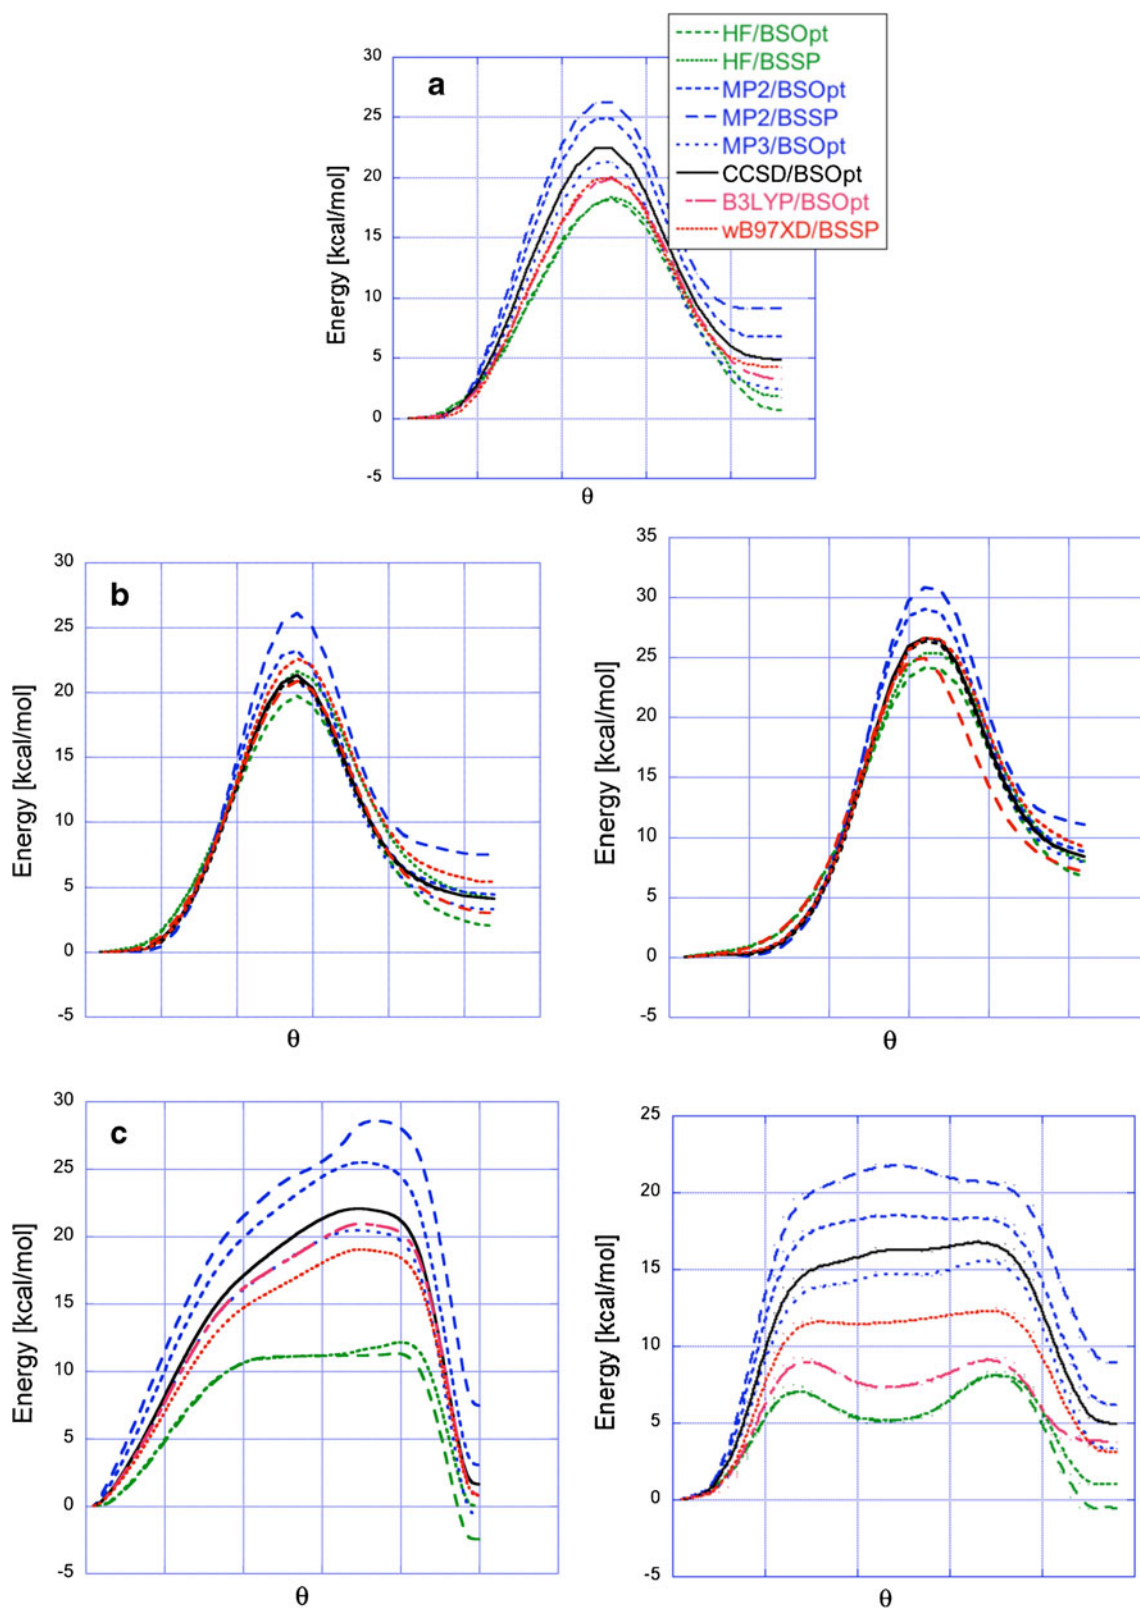 HF/BSOpt
HF/BSSP
MP2/BSOpt
MP2/BSSP
MP3/BSOpt
CCSD/BSOpt
B3LYP/BSOpt
wB97XD/BSSP
a
30
25
20
15
10
5
0
-5
Energy [kcal/mol]
θ
b
30
25
20
15
10
5
0
-5
Energy [kcal/mol]
θ
35
30
25
20
15
10
5
0
-5
Energy [kcal/mol]
θ
c
30
25
20
15
10
5
0
-5
Energy [kcal/mol]
θ
25
20
15
10
5
0
-5
Energy [kcal/mol]
θ